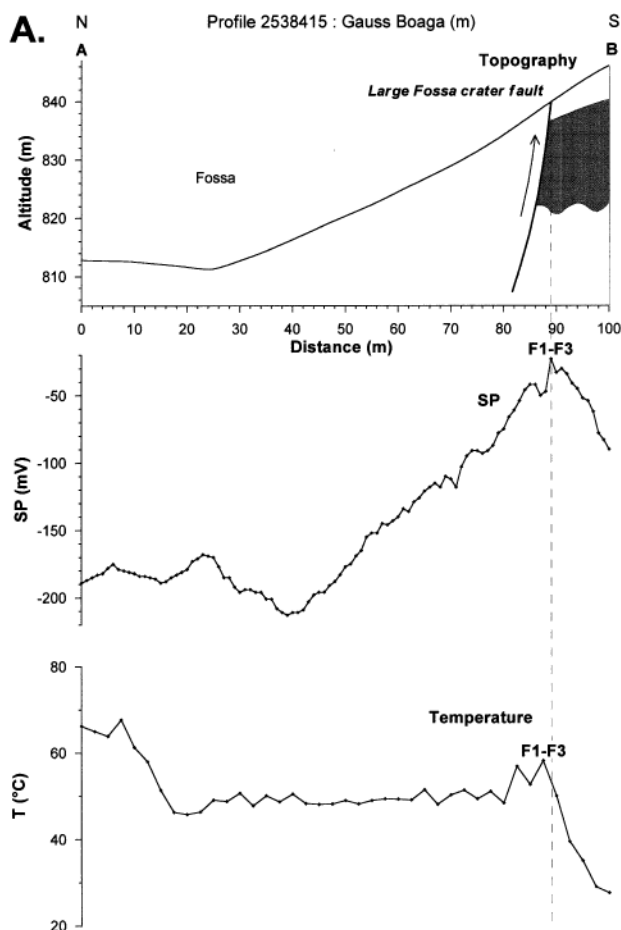 A.
N Profile 2538415 : Gauss Boaga (m) S
A B
Topography
Large Fossa crater fault
Fossa
Altitude (m)
840
830
820
810
0 10 20 30 40 50 60 70 80 90 100
Distance (m)
F1-F3
SP
SP (mV)
-50
-100
-150
-200
Temperature
F1-F3
T (°C)
80
60
40
20